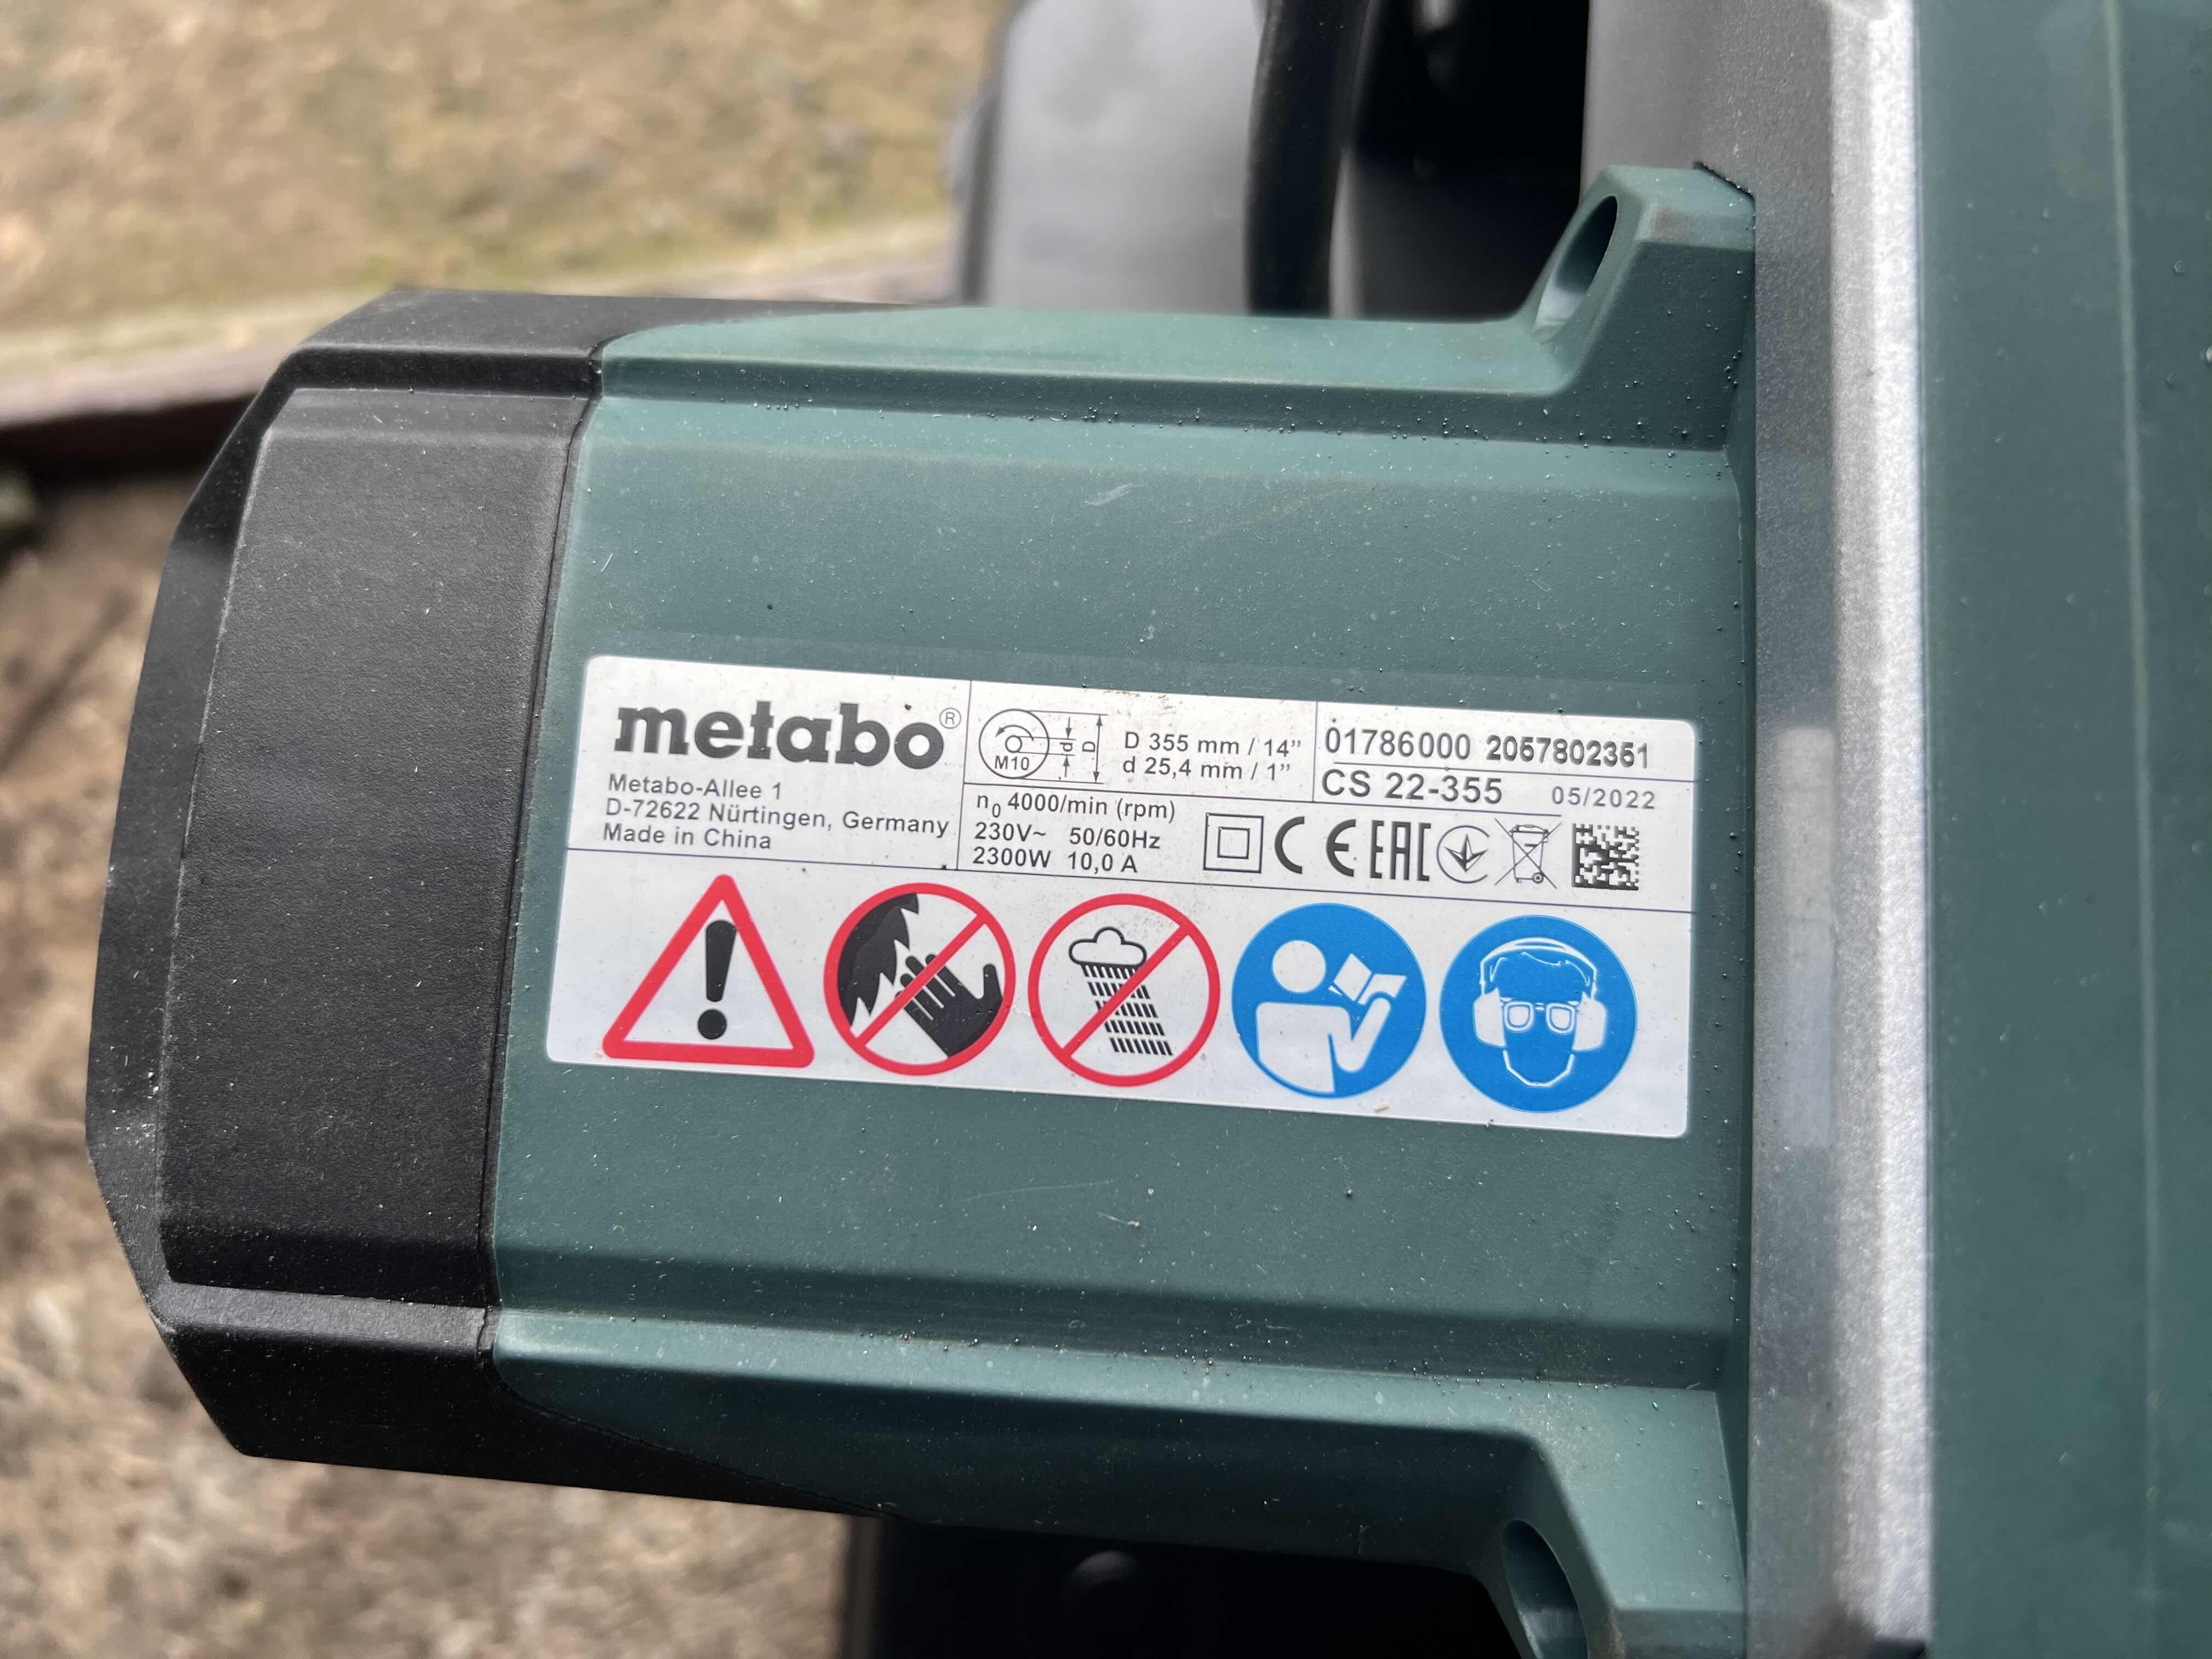 metabo®
Metabo-Allee 1
D-72622 Nürtingen, Germany
Made in China
M10
d
D
D 355 mm / 14”
d 25,4 mm / 1”
n0 4000/min (rpm)
230V~ 50/60Hz
2300W 10,0 A
01786000 2057802351
CS 22-355 05/2022
CE EAC